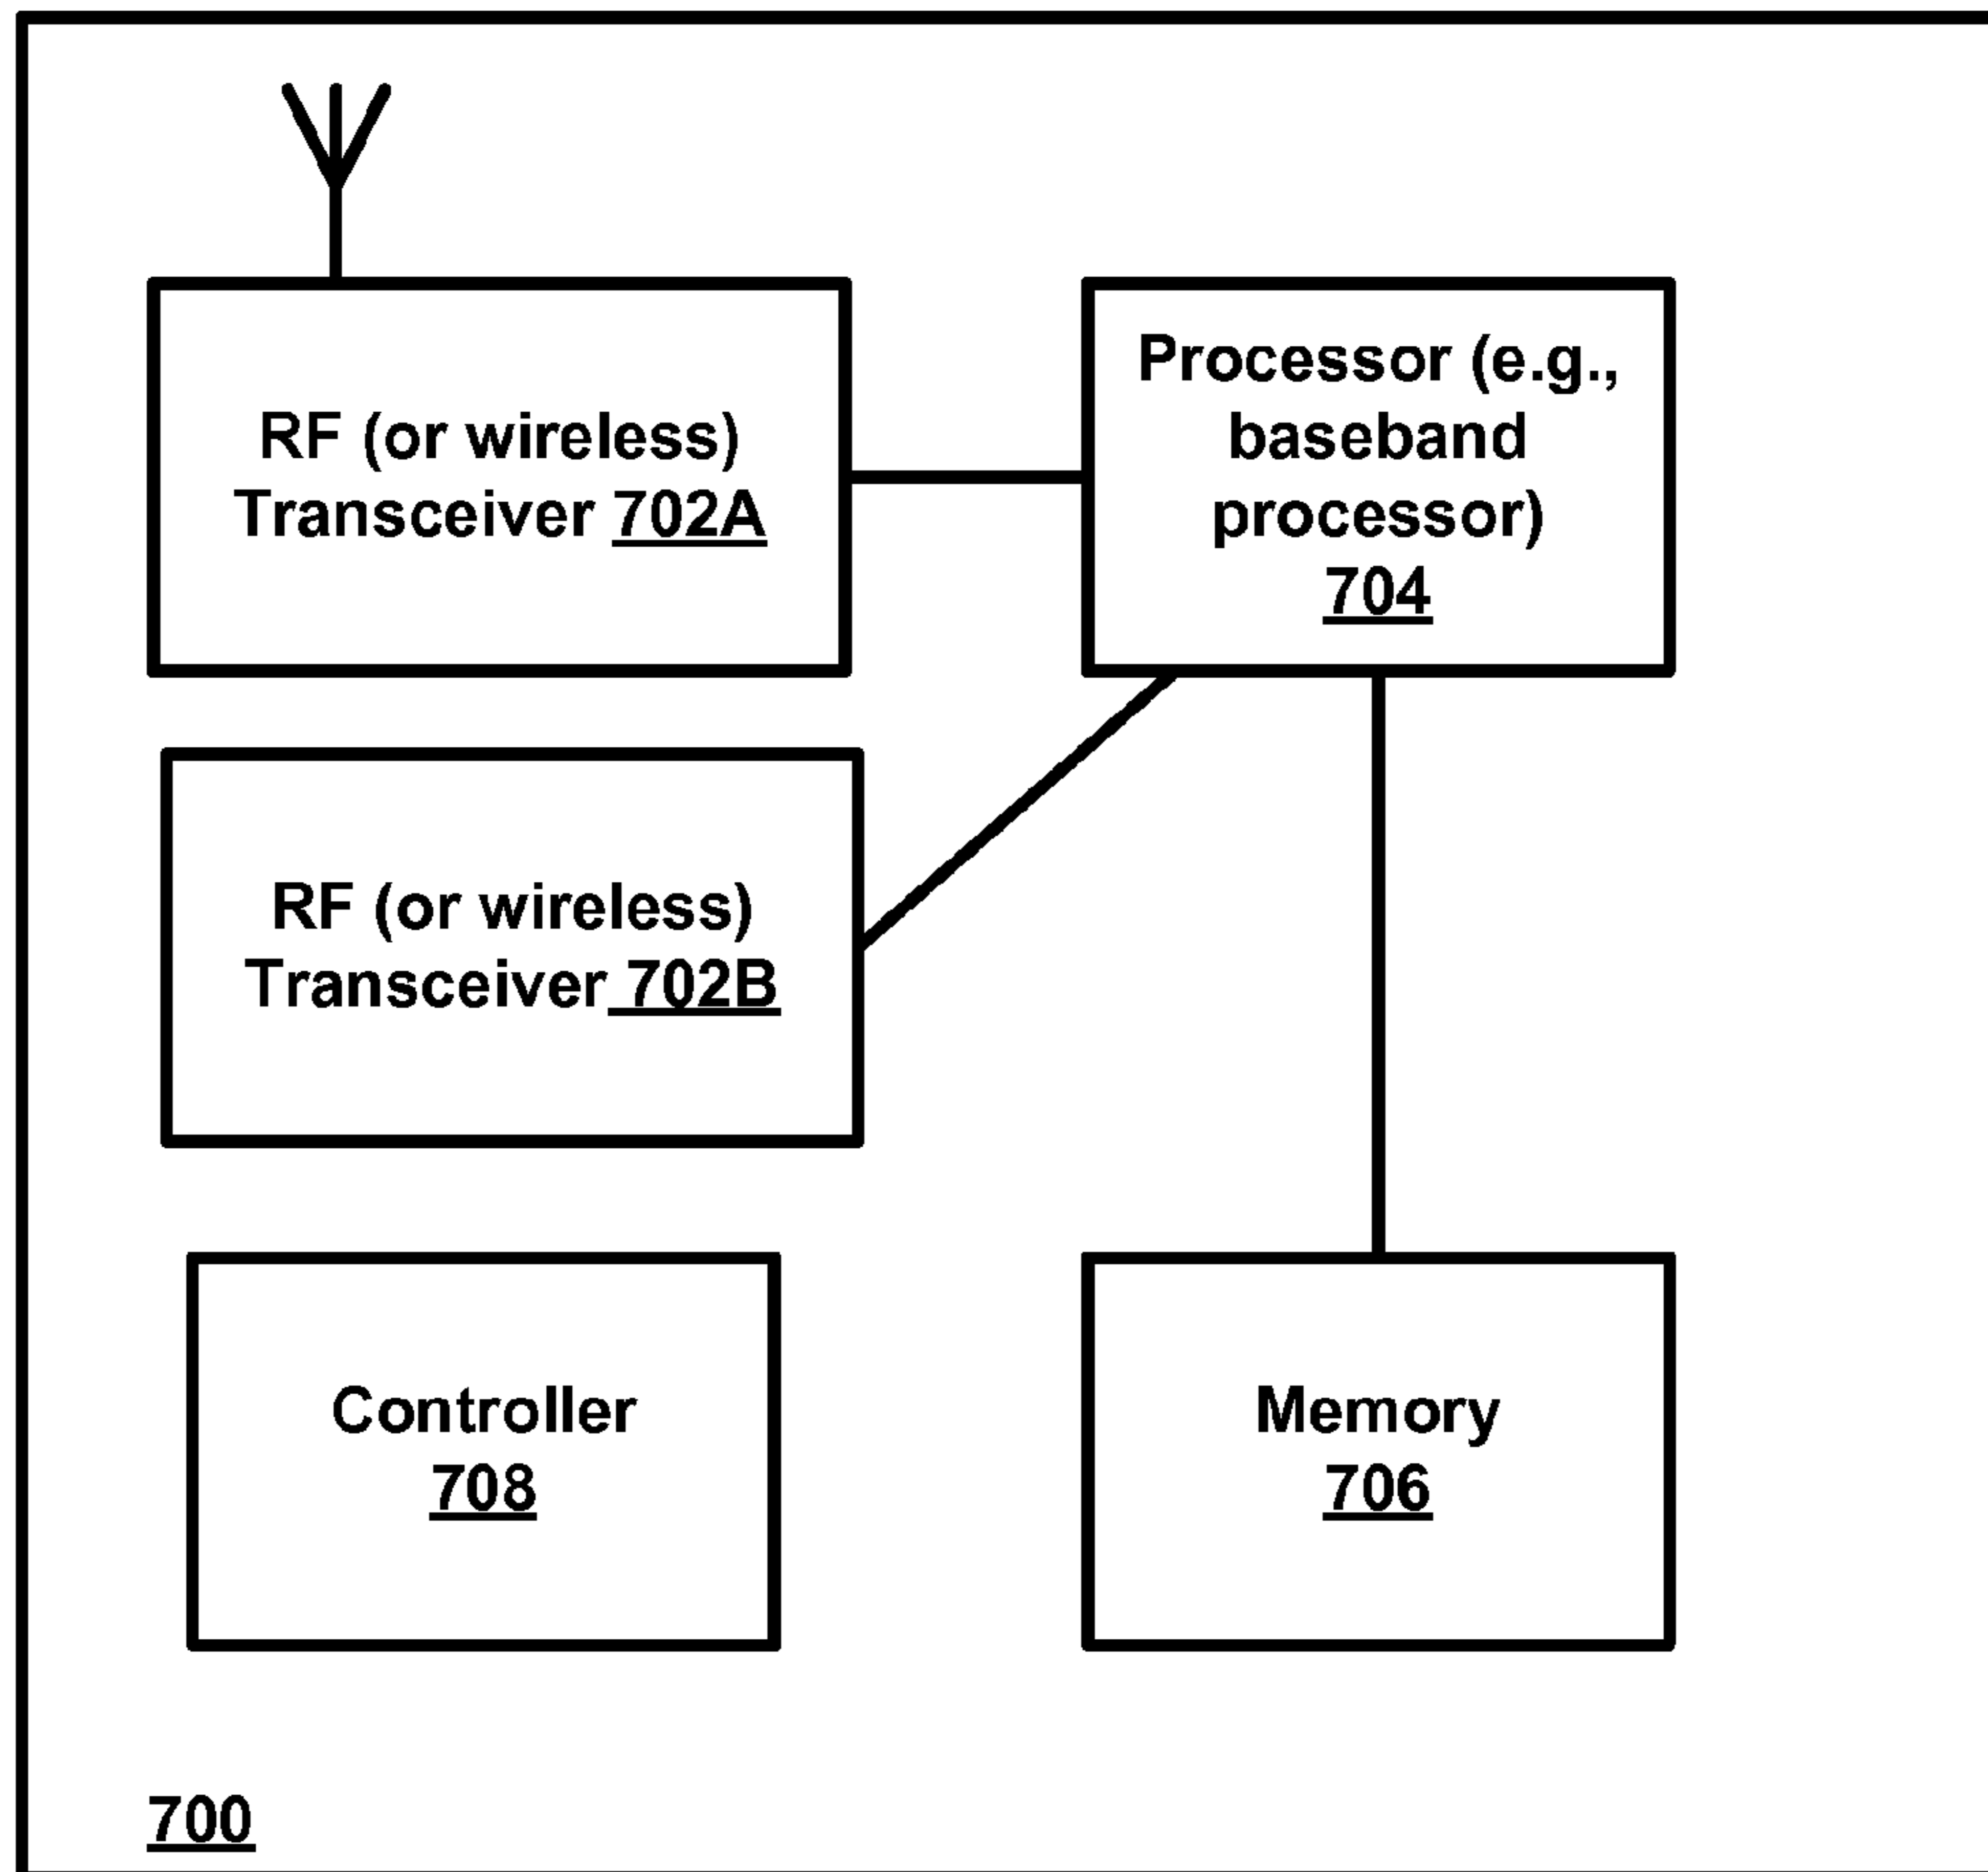 RF (or wireless)
Transceiver 702A
Processor (e.g.,
baseband
processor)
704
RF (or wireless)
Transceiver 702B
Controller
708
Memory
706
700